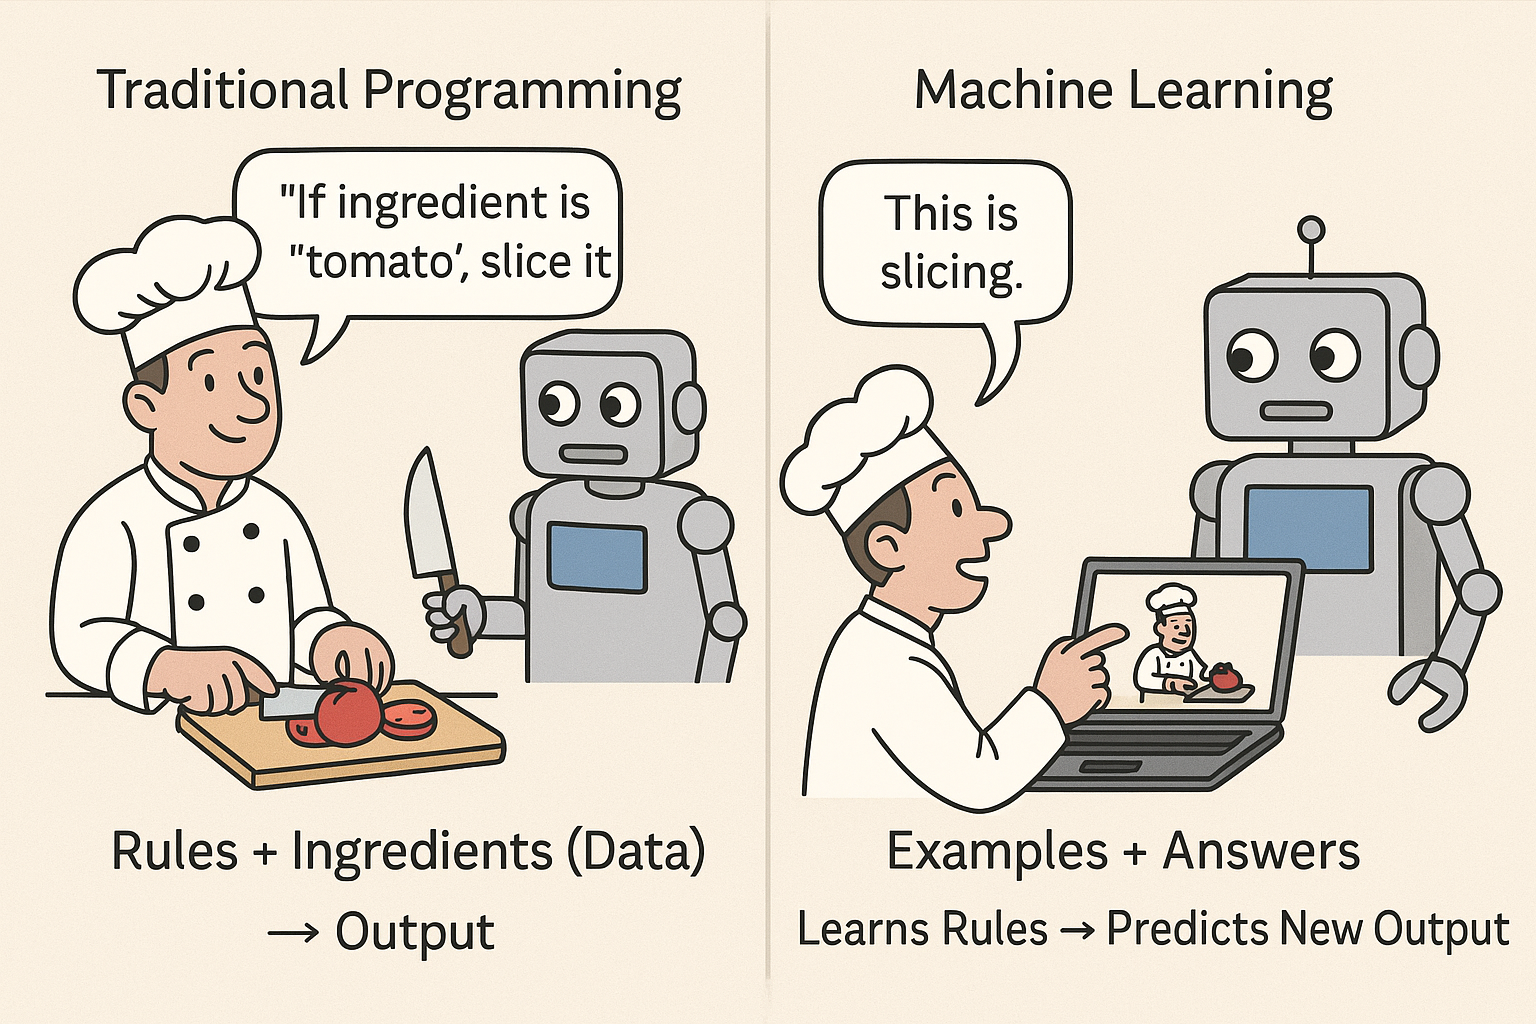 Traditional Programming
"If ingredient is
"tomato’, slice it
Rules + Ingredients (Data)
→ Output
Machine Learning
This is
slicing.
Examples + Answers
Learns Rules → Predicts New Output